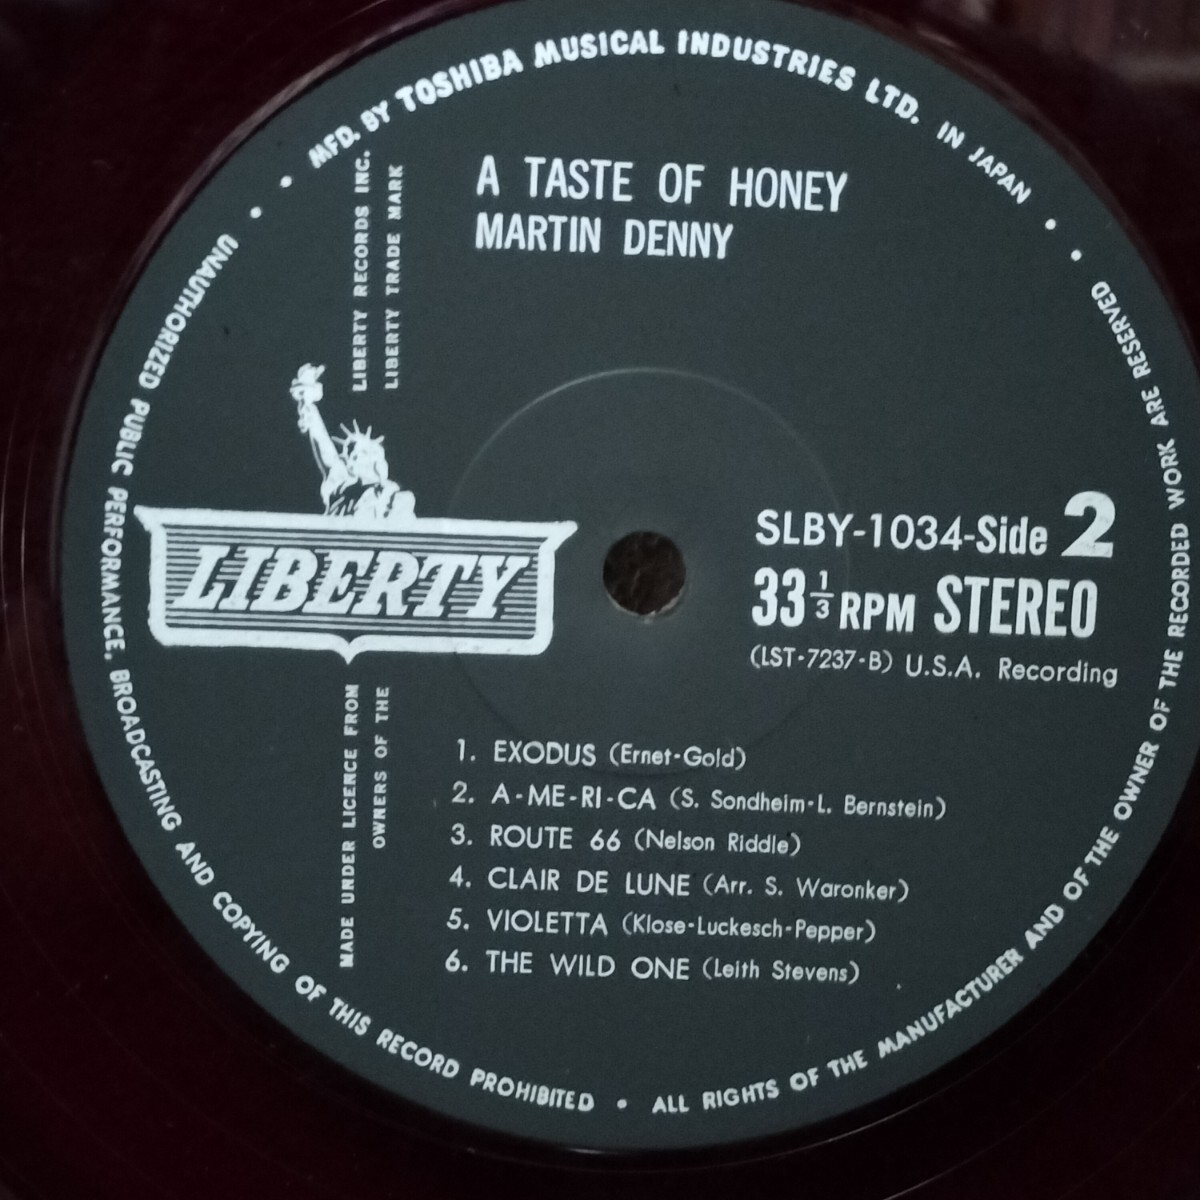 MFD. BY TOSHIBA MUSICAL INDUSTRIES LTD. IN JAPAN
A TASTE OF HONEY
MARTIN DENNY
LIBERTY RECORDS INC.
LIBERTY TRADE MARK
LIBERTY
SLBY-1034-Side 2
33 1/3 RPM STEREO
(LST-7237-B) U.S.A. Recording
MADE UNDER LICENCE FROM
OWNERS OF THE
1. EXODUS (Ernet-Gold)
2. A-ME-RI-CA (S. Sondheim-L. Bernstein)
3. ROUTE 66 (Nelson Riddle)
4. CLAIR DE LUNE (Arr. S. Waronker)
5. VIOLETTA (Klose-Luckesch-Pepper)
6. THE WILD ONE (Leith Stevens)
UNAUTHORIZED PUBLIC PERFORMANCE, BROADCASTING AND COPYING OF THIS RECORD PROHIBITED • ALL RIGHTS OF THE MANUFACTURER AND OF THE OWNER OF THE RECORDED WORK ARE RESERVED